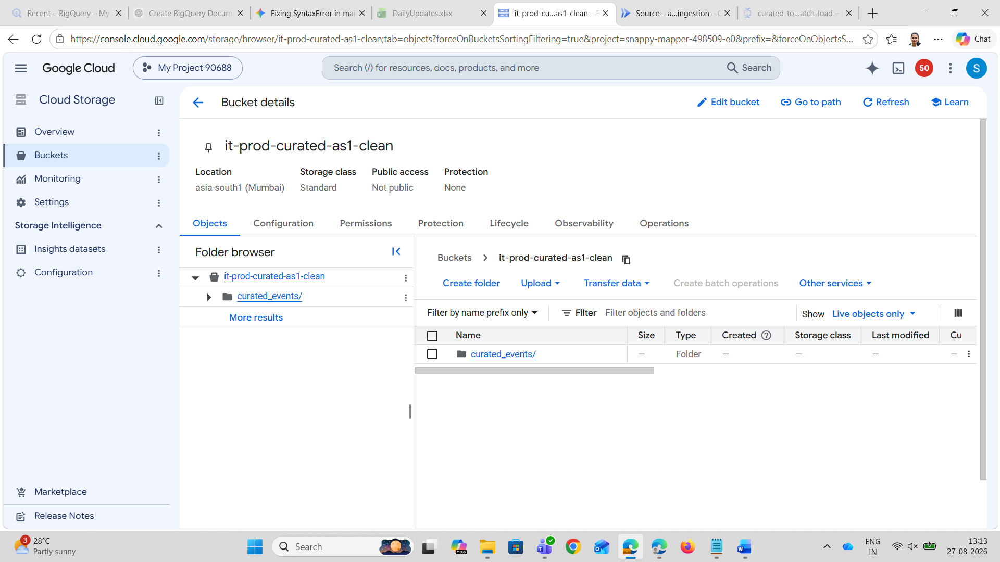 Recent – BigQuery – My
Create BigQuery Docum
Fixing SyntaxError in mai
DailyUpdates.xlsx
it-prod-cu...as1-clean – B
Source – a...ingestion – C
curated-to...atch-load –
https://console.cloud.google.com/storage/browser/it-prod-curated-as1-clean;tab=objects?forceOnBucketsSortingFiltering=true&project=snappy-mapper-498509-e0&prefix=&forceOnObjectsS...
Chat
Google Cloud
My Project 90688
Search (/) for resources, docs, products, and more
Search
50
S
Cloud Storage
Overview
Buckets
Monitoring
Settings
Storage Intelligence
Insights datasets
Configuration
Marketplace
Release Notes
Bucket details
Edit bucket
Go to path
Refresh
Learn
it-prod-curated-as1-clean
Location Storage class Public access Protection
asia-south1 (Mumbai) Standard Not public None
Objects Configuration Permissions Protection Lifecycle Observability Operations
Folder browser
it-prod-curated-as1-clean
curated_events/
More results
Buckets > it-prod-curated-as1-clean
Create folder Upload Transfer data Create batch operations Other services
Filter by name prefix only Filter Filter objects and folders Show Live objects only
Name Size Type Created Storage class Last modified Cu
curated_events/ — Folder — — — —
3
28°C
Partly sunny
Search
M365
ENG
IN
13:13
27-08-2026